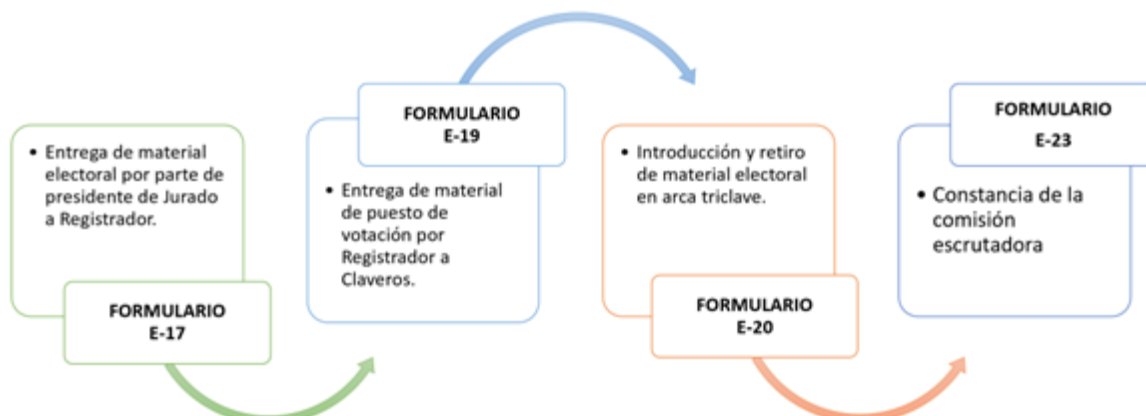 • Entrega de material
electoral por parte de
presidente de Jurado
a Registrador.
FORMULARIO
E-17
FORMULARIO
E-19
• Entrega de material
de puesto de
votación por
Registrador a
Claveros.
• Introducción y retiro
de material electoral
en arca triclave.
FORMULARIO
E-20
FORMULARIO
E-23
• Constancia de la
comisión
escrutadora